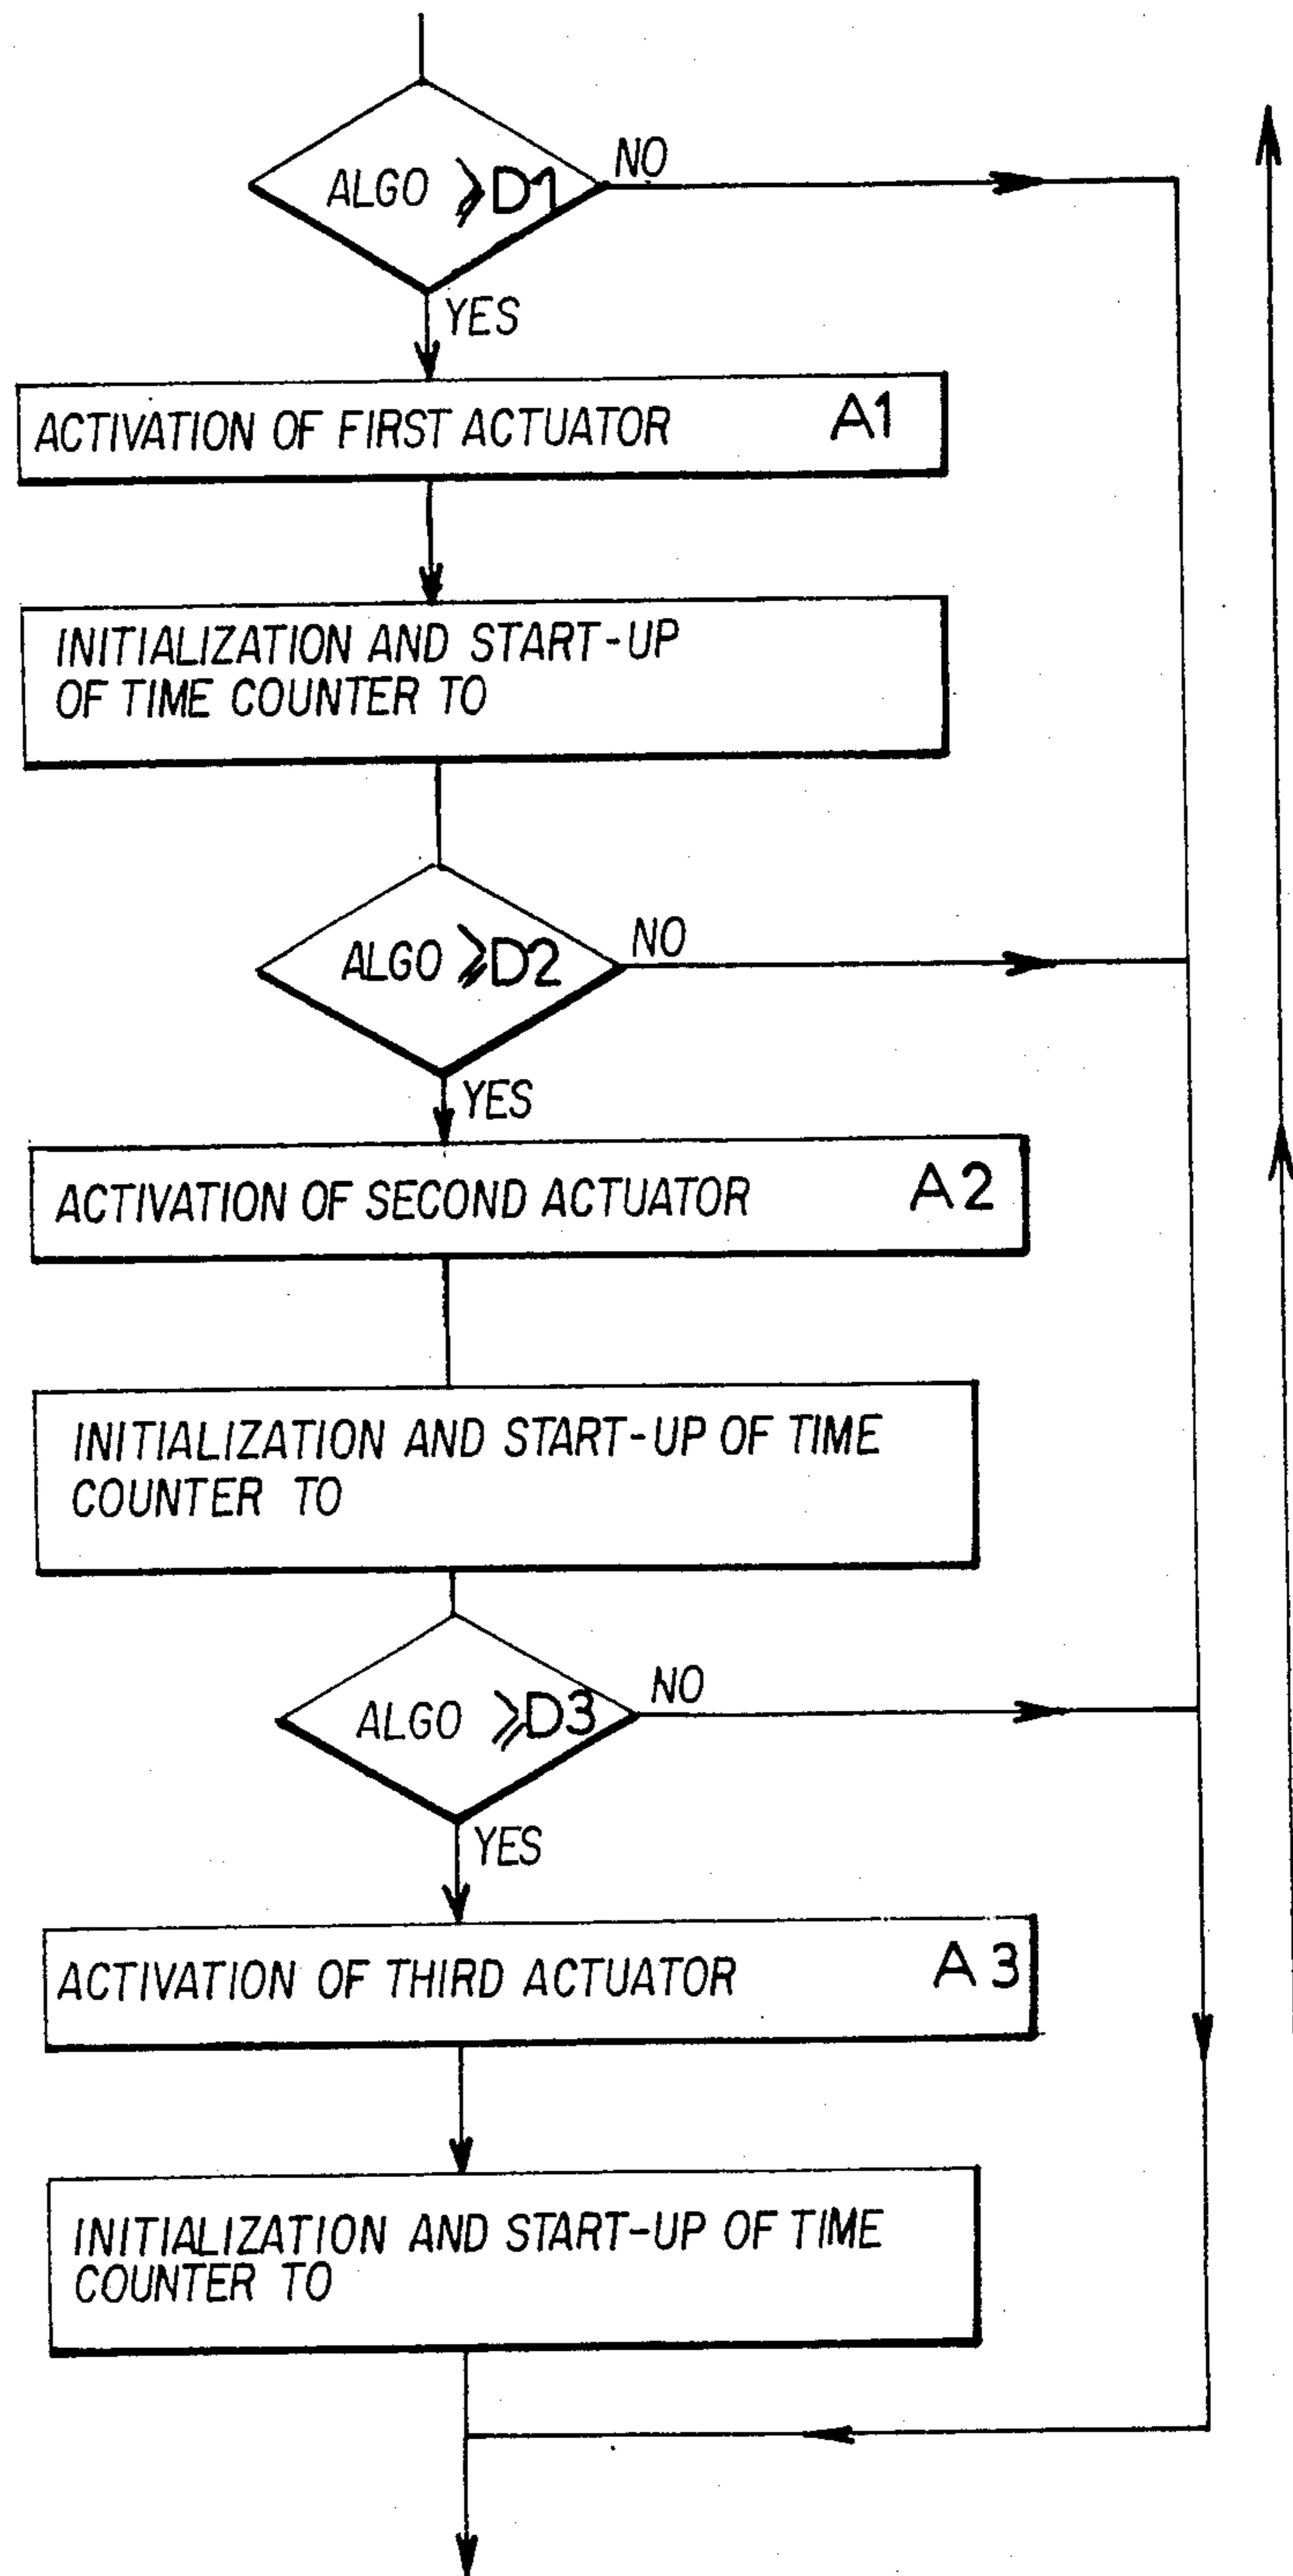 ALGO ⩾D1
NO
YES
ACTIVATION OF FIRST ACTUATOR A1
INITIALIZATION AND START-UP
OF TIME COUNTER TO
ALGO ⩾D2
NO
YES
ACTIVATION OF SECOND ACTUATOR A2
INITIALIZATION AND START-UP OF TIME
COUNTER TO
ALGO ⩾D3
NO
YES
ACTIVATION OF THIRD ACTUATOR A3
INITIALIZATION AND START-UP OF TIME
COUNTER TO